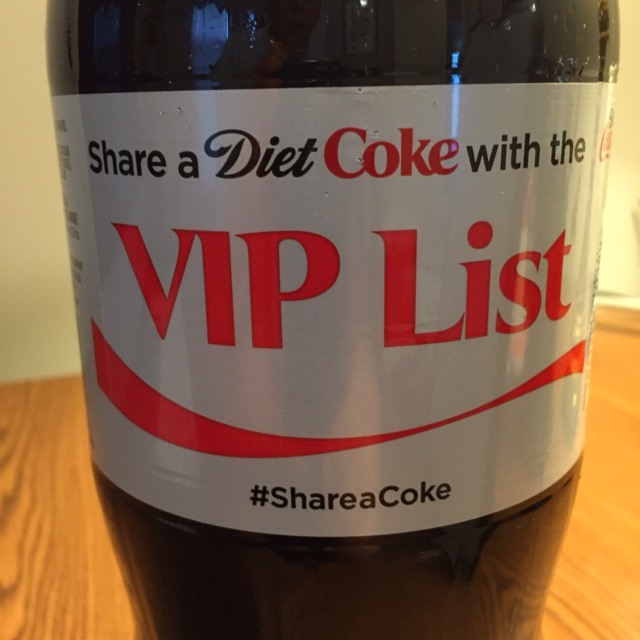 Share a Diet Coke with the
VIP List
#ShareaCoke